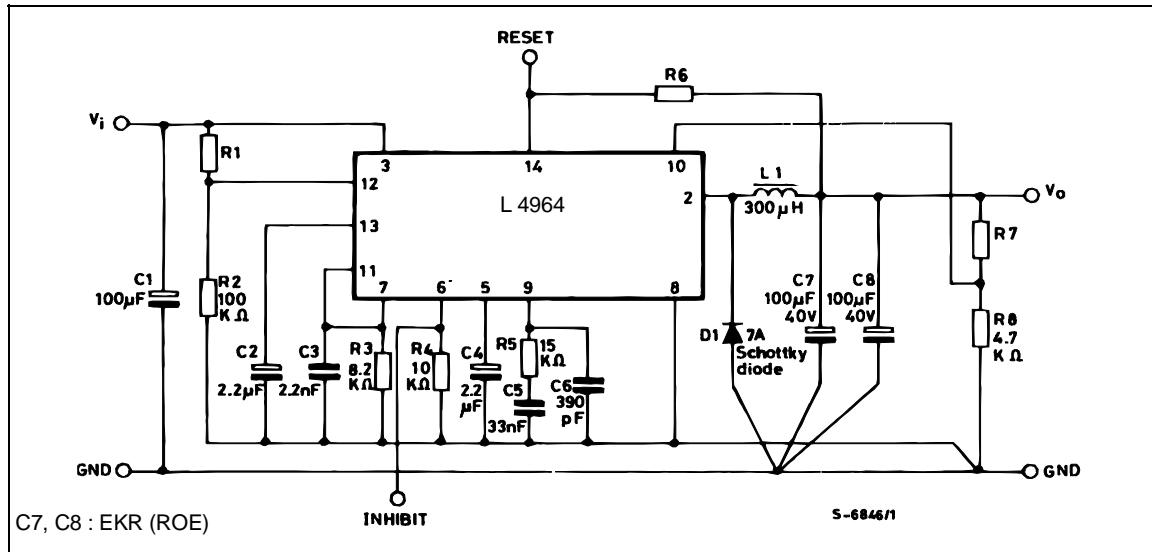 RESET
R6
Vi
R1
3
14
10
12
L 4964
2
L1
300µH
Vo
13
R7
11
C1
100µF
R2
100
KΩ
7
6
5
9
8
C7
100µF
40V
C8
100µF
40V
R8
4.7
KΩ
C2
2.2µF
C3
2.2nF
R3
8.2
KΩ
R4
10
KΩ
C4
2.2
µF
R5
15
KΩ
C5
33nF
C6
390
pF
D1
7A
Schottky
diode
GND
GND
INHIBIT
S-6846/1
C7, C8 : EKR (ROE)